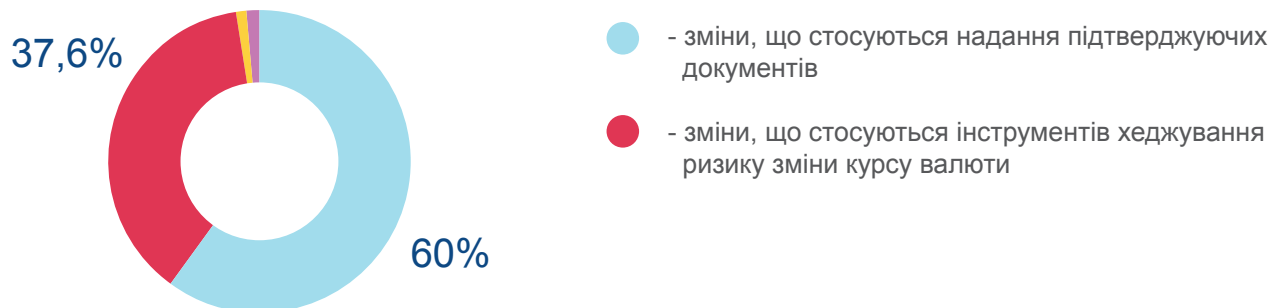 37,6%
60%
- зміни, що стосуються надання підтверджуючих
документів
- зміни, що стосуються інструментів хеджування
ризику зміни курсу валюти